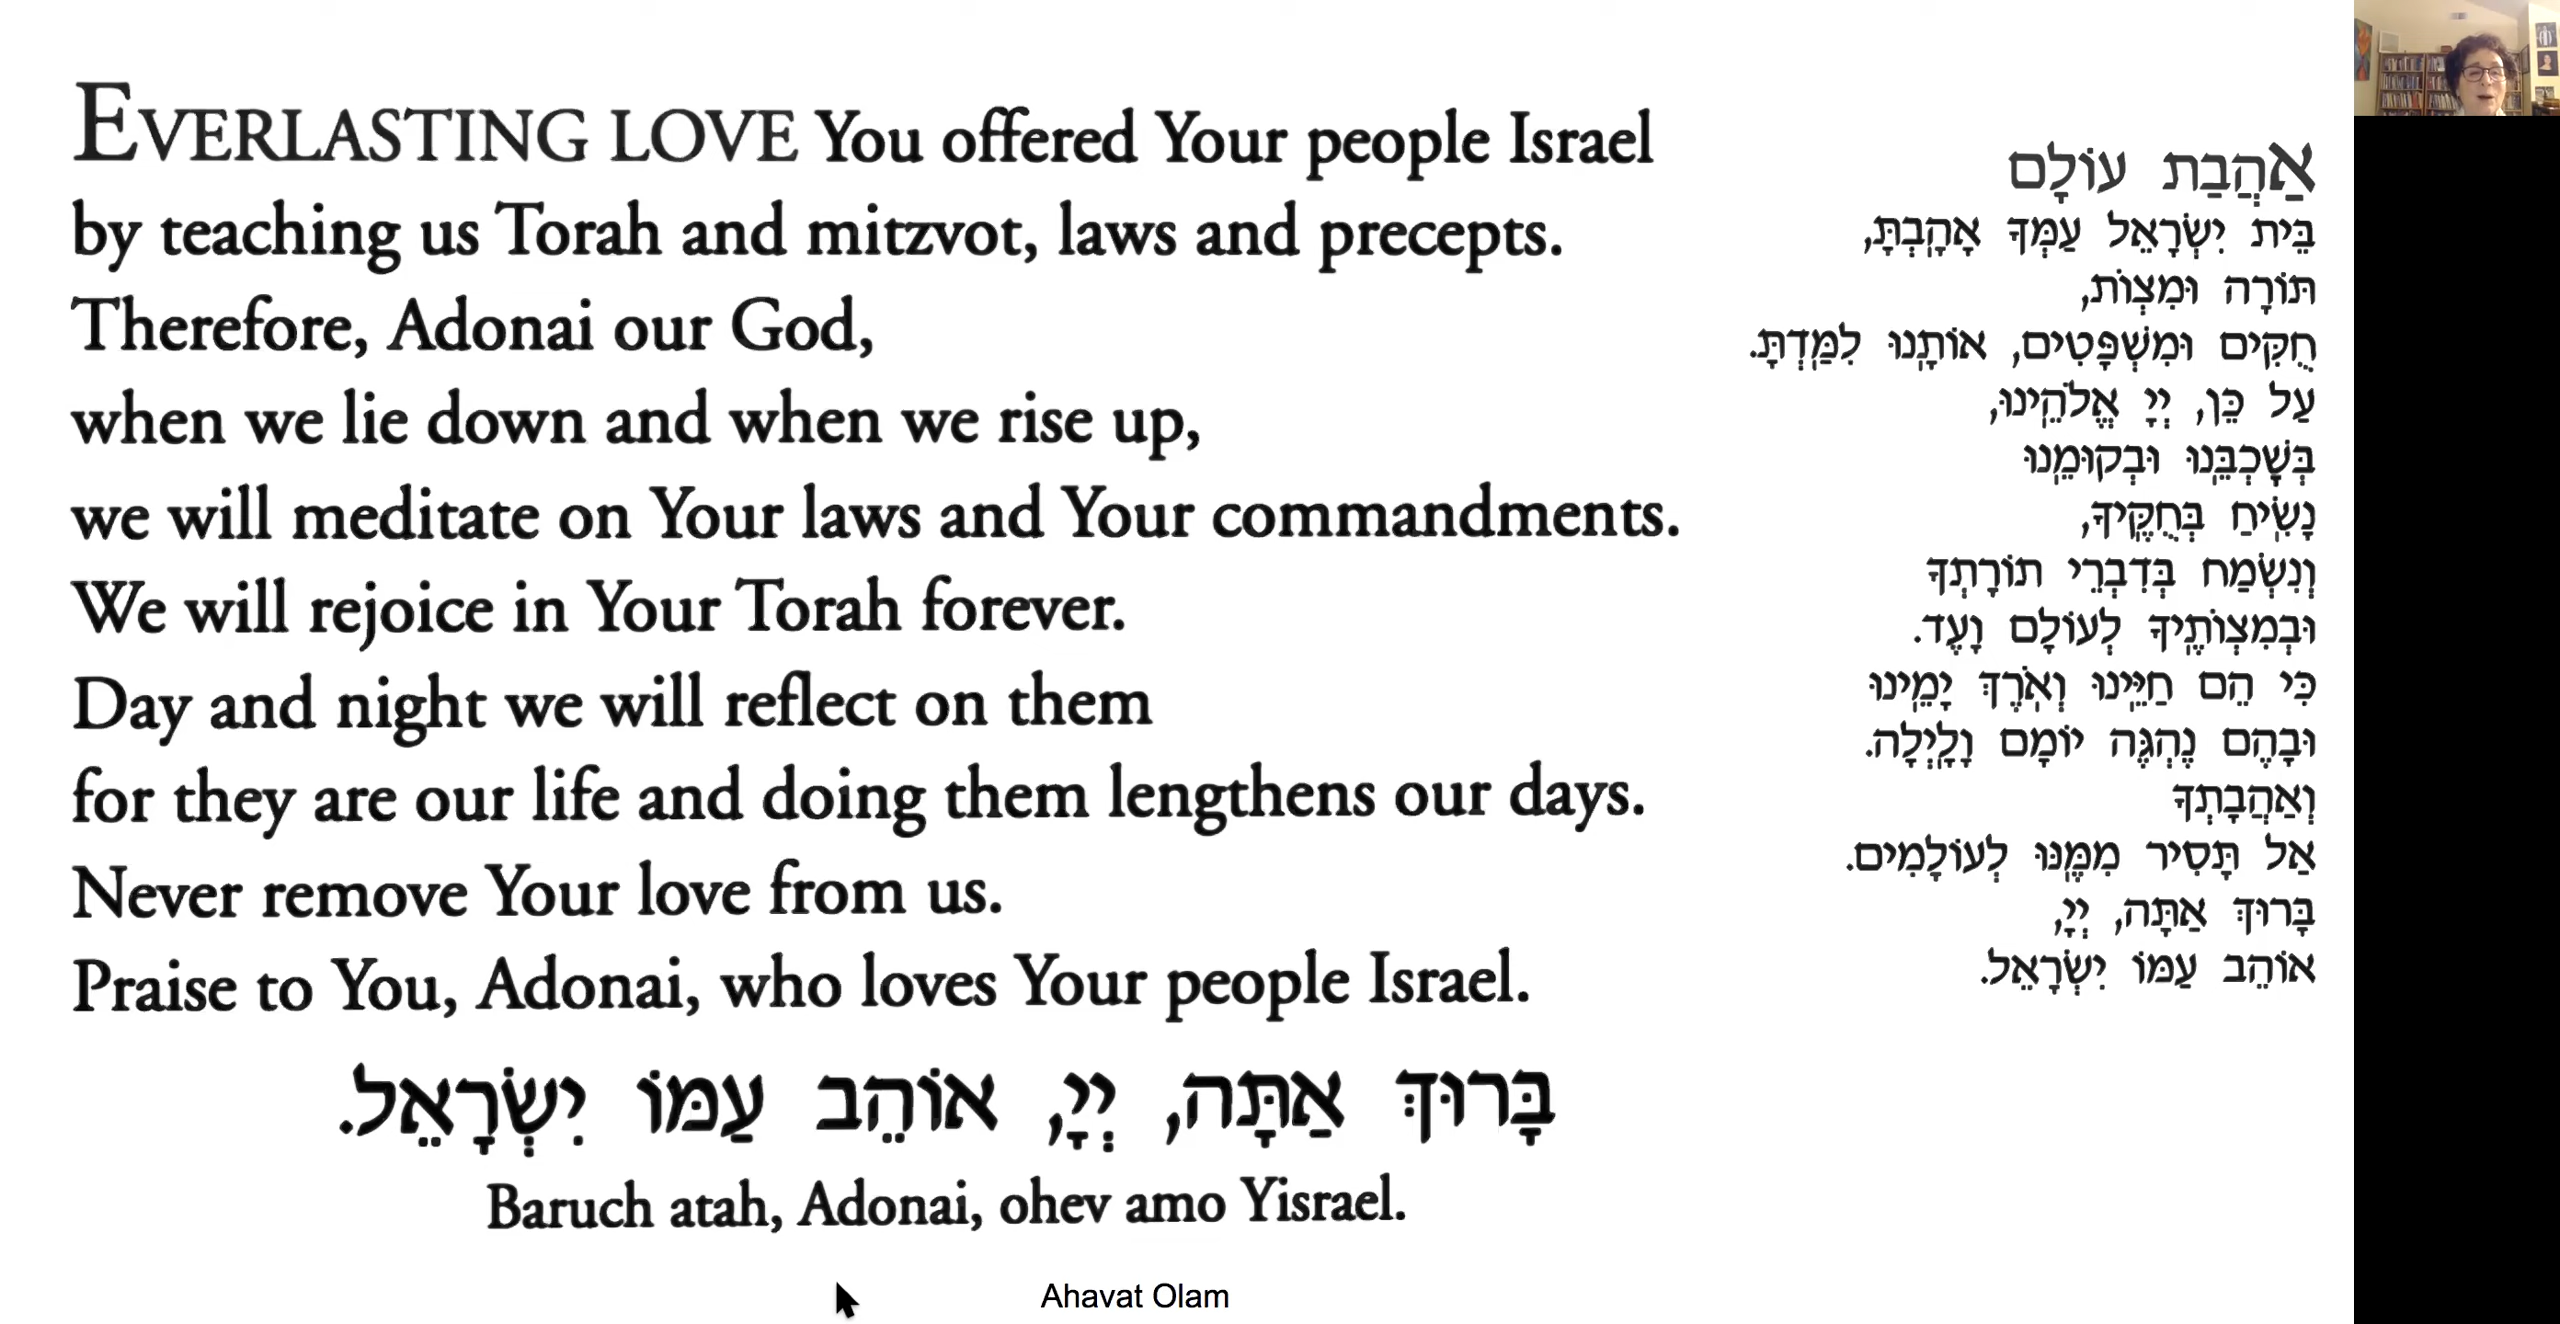 EVERLASTING LOVE You offered Your people Israel
by teaching us Torah and mitzvot, laws and precepts.
Therefore, Adonai our God,
when we lie down and when we rise up,
we will meditate on Your laws and Your commandments.
We will rejoice in Your Torah forever.
Day and night we will reflect on them
for they are our life and doing them lengthens our days.
Never remove Your love from us.
Praise to You, Adonai, who loves Your people Israel.
אַהֲבַת עוֹלָם
בֵּית יִשְׂרָאֵל עַמְּךָ אָהָֽבְתָּ,
תּוֹרָה וּמִצְוֹת,
חֻקִּים וּמִשְׁפָּטִים, אוֹתָֽנוּ לִמַּֽדְתָּ.
עַל כֵּן, יְיָ אֱלֹהֵֽינוּ,
בְּשָׁכְבֵּֽנוּ וּבְקוּמֵֽנוּ
נָשִֽׂיחַ בְּחֻקֶּֽיךָ,
וְנִשְׂמַח בְּדִבְרֵי תוֹרָתְךָ
וּבְמִצְוֹתֶֽיךָ לְעוֹלָם וָעֶד.
כִּי הֵם חַיֵּֽינוּ וְאֹֽרֶךְ יָמֵֽינוּ
וּבָהֶם נֶהְגֶּה יוֹמָם וָלָֽיְלָה.
וְאַהֲבָתְךָ
אַל תָּסִיר מִמֶּֽנּוּ לְעוֹלָמִים.
בָּרוּךְ אַתָּה, יְיָ,
אוֹהֵב עַמּוֹ יִשְׂרָאֵל.
בָּרוּךְ אַתָּה, יְיָ, אוֹהֵב עַמּוֹ יִשְׂרָאֵל.
Baruch atah, Adonai, ohev amo Yisrael.
Ahavat Olam